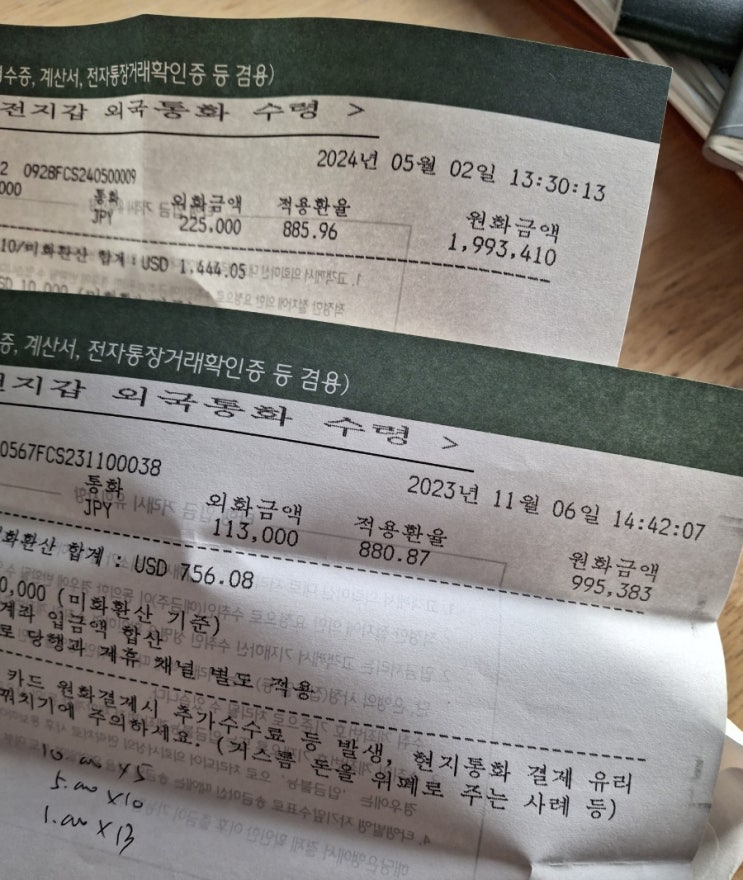 수증, 계산서, 전자통장거래확인증 등 겸용)
전지갑 외국통화 수령 >
2024년 05월 02일 13:30:13
2 0928FCS240500009
000 통화 외화금액 적용환율 원화금액
JPY 225,000 885.96 1,993,410
10/미화환산 합계 : USD 1,444.05
증, 계산서, 전자통장거래확인증 등 겸용)
전지갑 외국통화 수령 >
0567FCS231100038
2023년 11월 06일 14:42:07
통화 외화금액 적용환율 원화금액
JPY 113,000 880.87 995,383
미화환산 합계 : USD 756.08
0,000 (미화환산 기준)
계좌 입금액 합산
로 당행과 제휴 채널 별도 적용
카드 원화결제시 추가수수료 등 발생, 현지통화 결제 유리
꿔치기에 주의하세요. (거스름 돈을 위폐로 주는 사례 등)
10.000 X 5
5.000 X 10
1.000 X 13